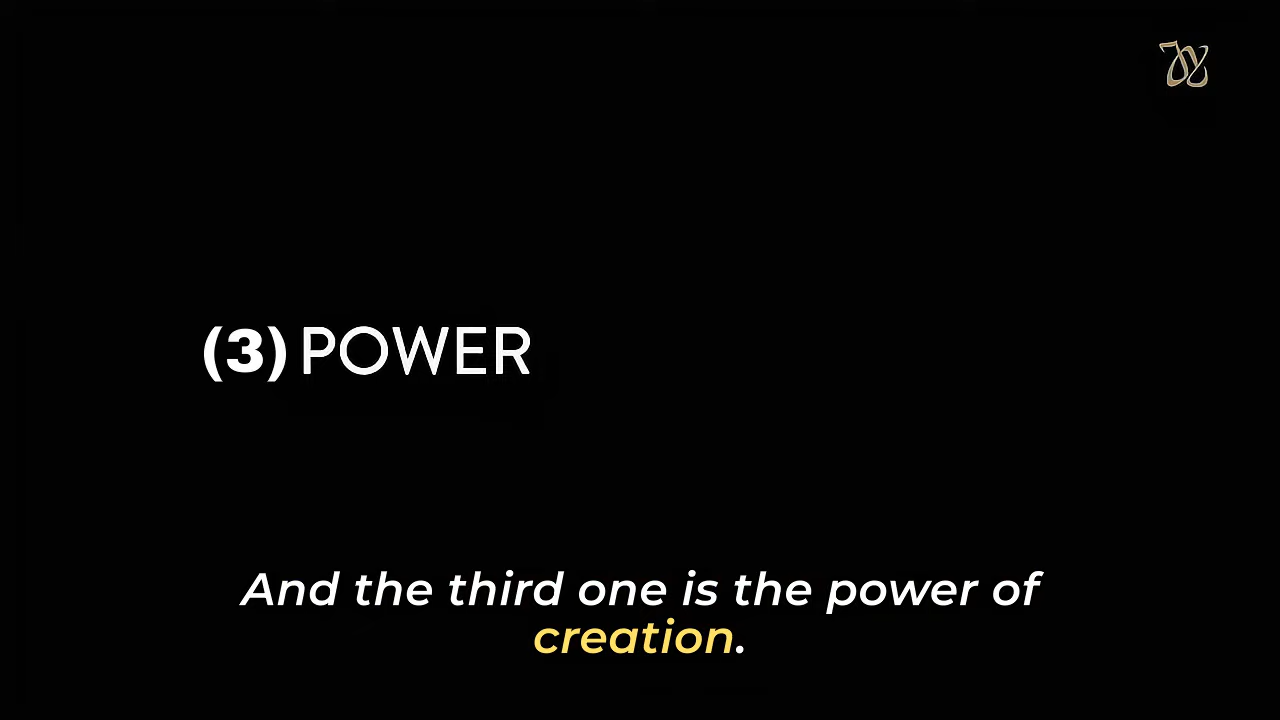 (3) POWER
And the third one is the power of
creation.